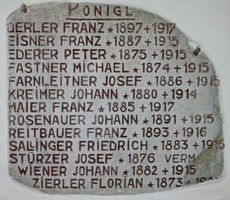 PONIGL
DERLER FRANZ ★ 1897 + 1917
EISNER FRANZ ★ 1887 + 1915
EDERER PETER ★ 1875 + 1915
FASTNER MICHAEL ★ 1874 + 1915
FARNLEITNER JOSEF ★ 1886 + 1915
KREIMER JOHANN ★ 1880 + 1914
MAIER FRANZ ★ 1885 + 1917
ROSENAUER JOHANN ★ 1891 + 1915
REITBAUER FRANZ ★ 1893 + 1916
SALINGER FRIEDRICH ★ 1883 + 1915
STÜRZER JOSEF ★ 1876 VERM
WIENER JOHANN ★ 1882 + 1915
ZIERLER FLORIAN ★ 1873 +